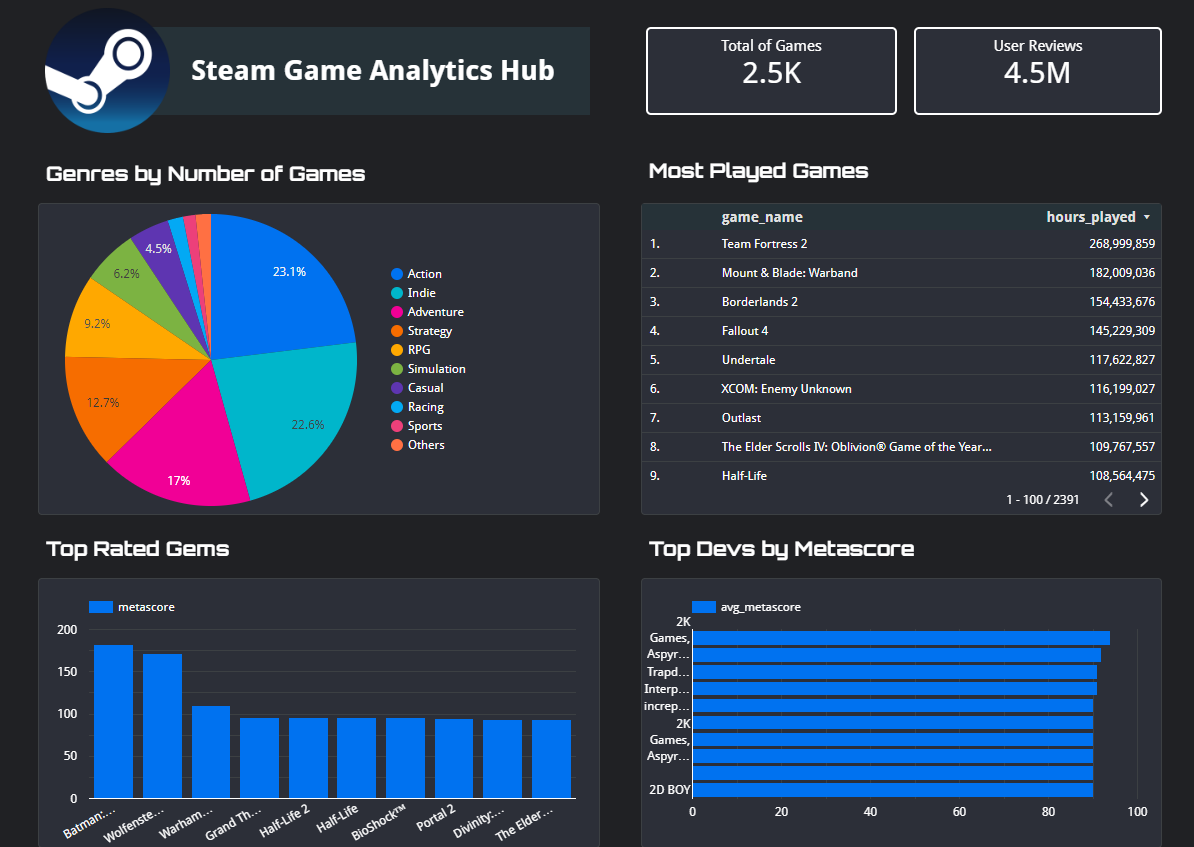 Steam Game Analytics Hub
Total of Games
2.5K
User Reviews
4.5M
Genres by Number of Games
23.1%
22.6%
17%
12.7%
9.2%
6.2%
4.5%
Action
Indie
Adventure
Strategy
RPG
Simulation
Casual
Racing
Sports
Others
Most Played Games
game_name hours_played
1. Team Fortress 2 268,999,859
2. Mount & Blade: Warband 182,009,036
3. Borderlands 2 154,433,676
4. Fallout 4 145,229,309
5. Undertale 117,622,827
6. XCOM: Enemy Unknown 116,199,027
7. Outlast 113,159,961
8. The Elder Scrolls IV: Oblivion® Game of the Year... 109,767,557
9. Half-Life 108,564,475
1 - 100 / 2391
Top Rated Gems
metascore
200
150
100
50
0
Batman:...
Wolfenste...
Warham...
Grand Th...
Half-Life 2
Half-Life
BioShock™
Portal 2
Divinity:...
The Elder...
Top Devs by Metascore
avg_metascore
2K
Games,
Aspyr...
Trapd...
Interp...
increp...
2K
Games,
Aspyr...
2D BOY
0 20 40 60 80 100